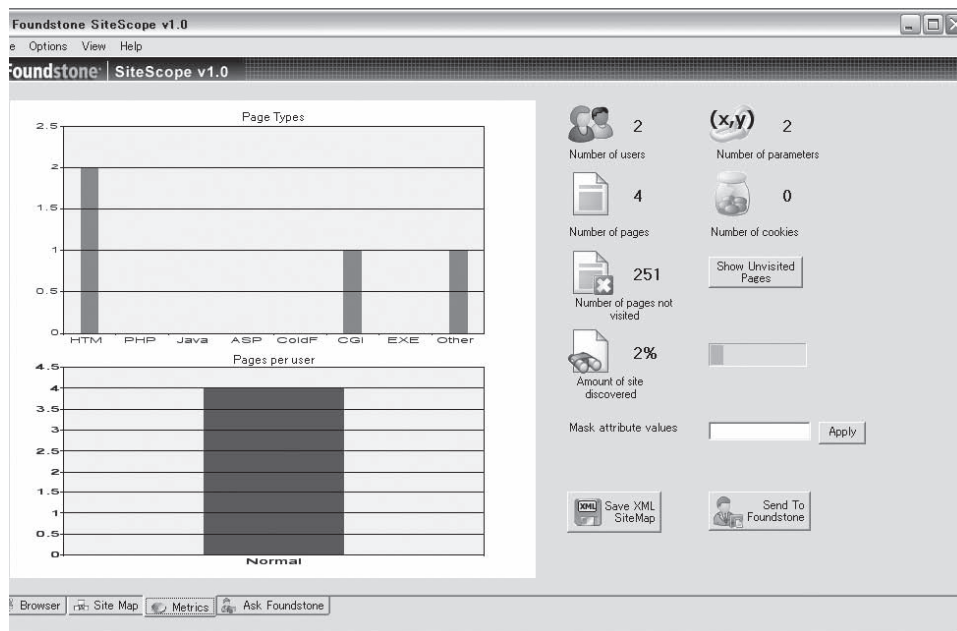 Foundstone SiteScope v1.0
e Options View Help
Foundstone SiteScope v1.0
Page Types
2.5
2
1.5
1
0.5
0
HTM PHP Java ASP ColdF CGI EXE Other
Pages per user
4.5
4
3.5
3
2.5
2
1.5
1
0.5
0
Normal
2
Number of users
(x,y) 2
Number of parameters
4
Number of pages
0
Number of cookies
251
Number of pages not
visited
Show Unvisited
Pages
2%
Amount of site
discovered
Mask attribute values
Apply
XML Save XML
SiteMap
Send To
Foundstone
Browser Site Map Metrics Ask Foundstone